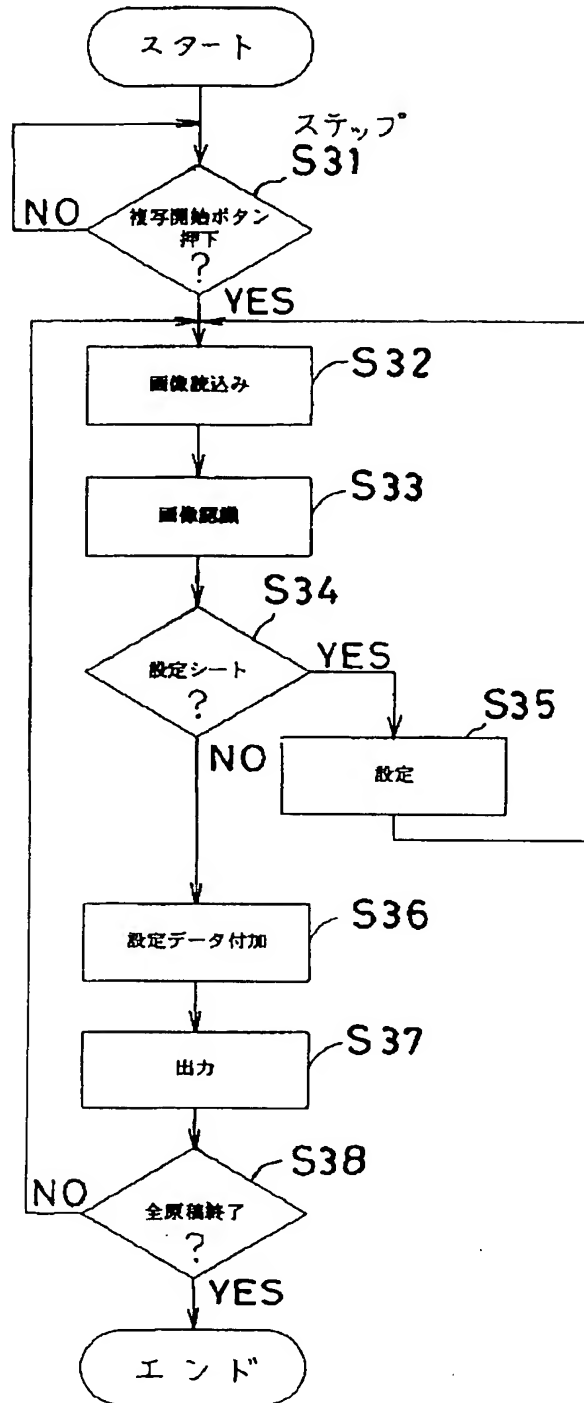 スタート
ステップ
S31
複写開始ボタン
押下
?
NO
YES
画像読込み
S32
画像認識
S33
S34
設定シート
?
YES
NO
S35
設定
設定データ付加
S36
出力
S37
S38
全原稿終了
?
NO
YES
エンド